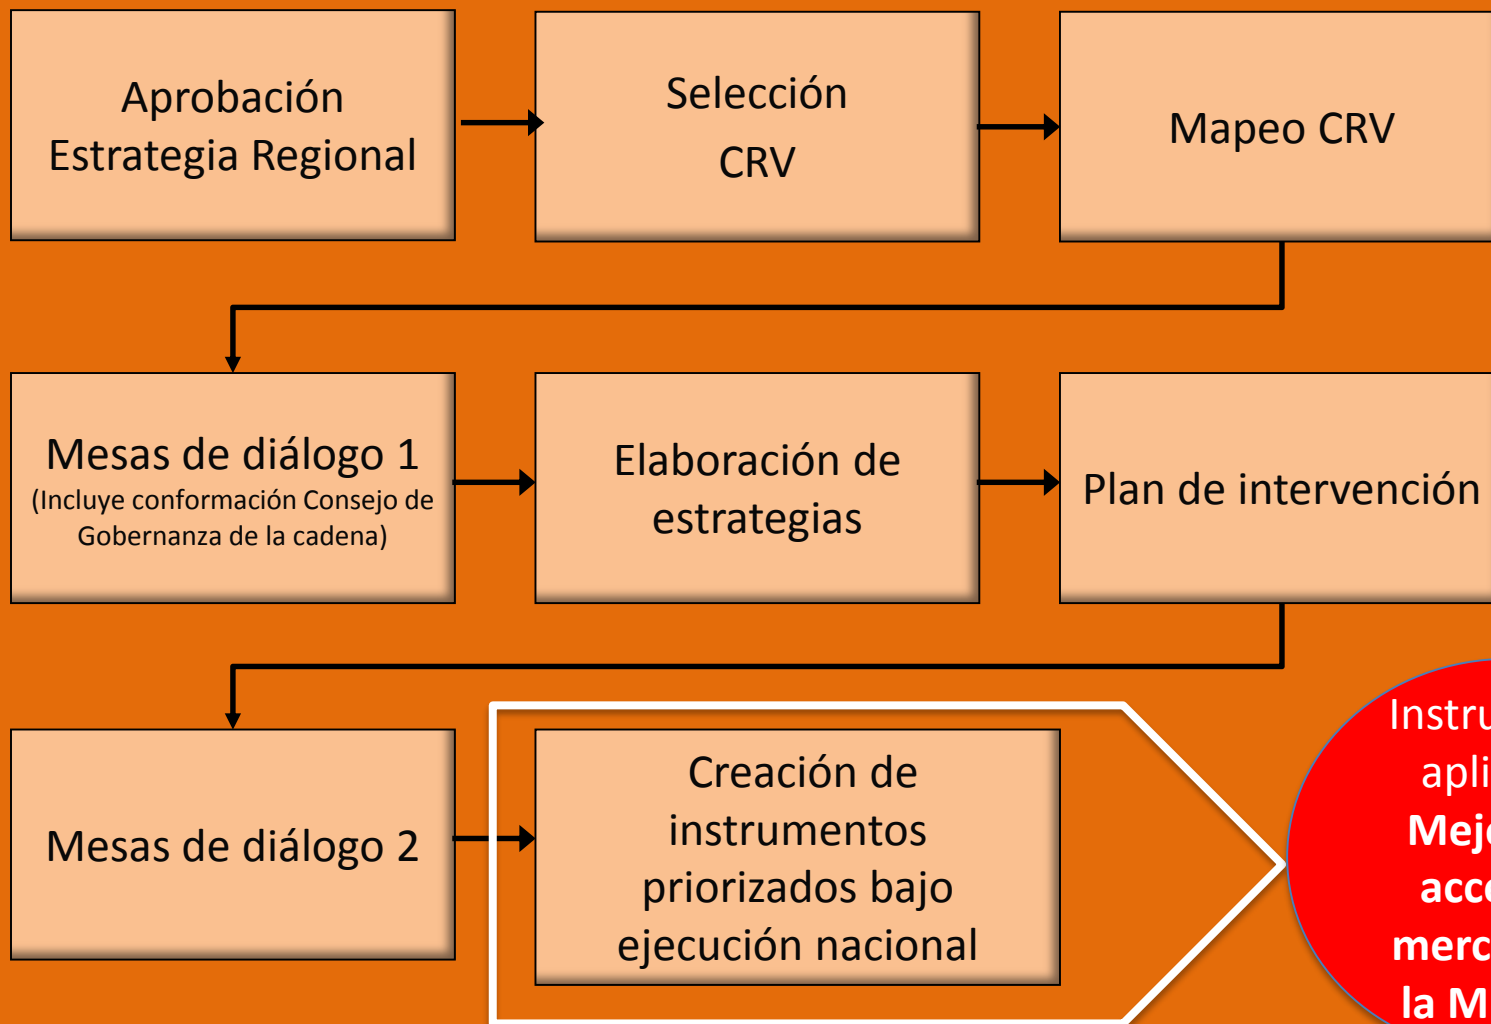 Aprobación
Estrategia Regional
Selección
CRV
Mapeo CRV
Mesas de diálogo 1
(Incluye conformación Consejo de
Gobernanza de la cadena)
Elaboración de
estrategias
Plan de intervención
Mesas de diálogo 2
Creación de
instrumentos
priorizados bajo
ejecución nacional
la